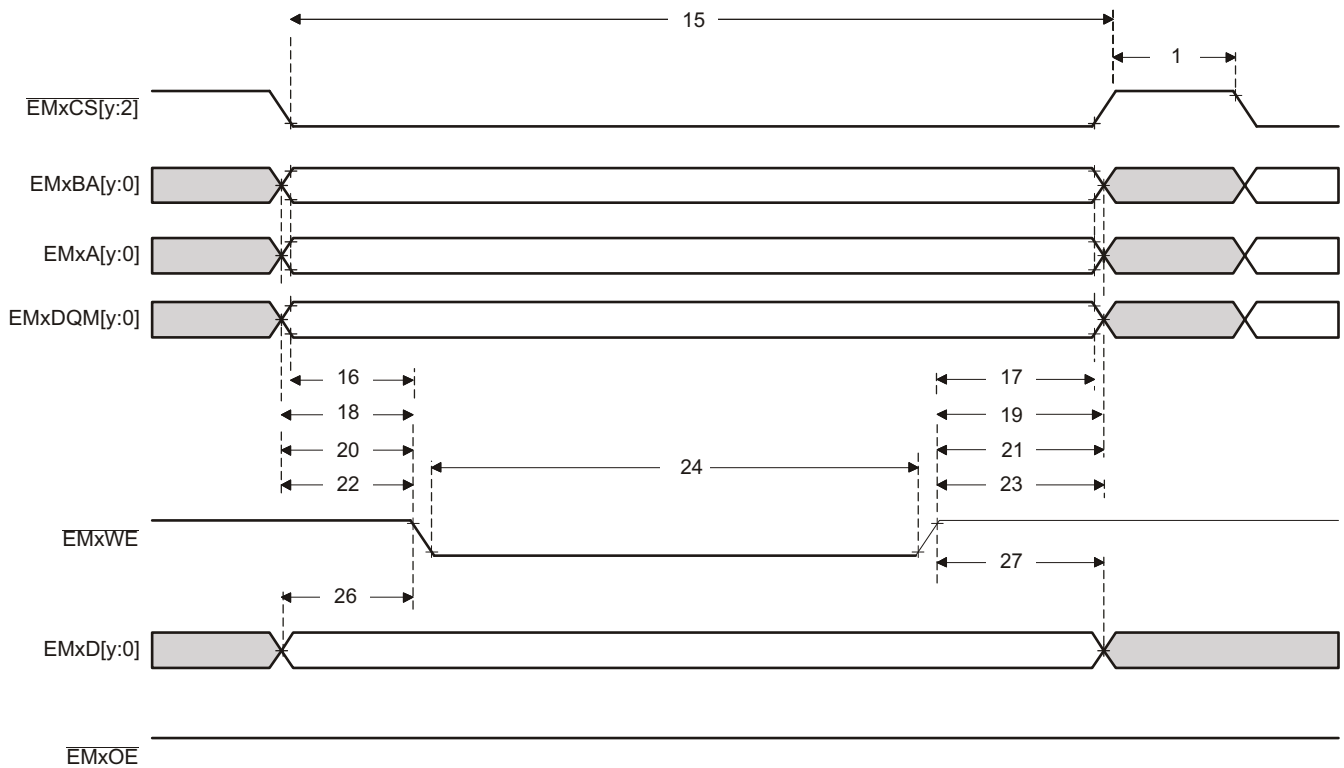 15
1
EMxCS[y:2]
EMxBA[y:0]
EMxA[y:0]
EMxDQM[y:0]
16
17
18
19
20
21
24
22
23
EMxWE
27
26
EMxD[y:0]
EMxOE